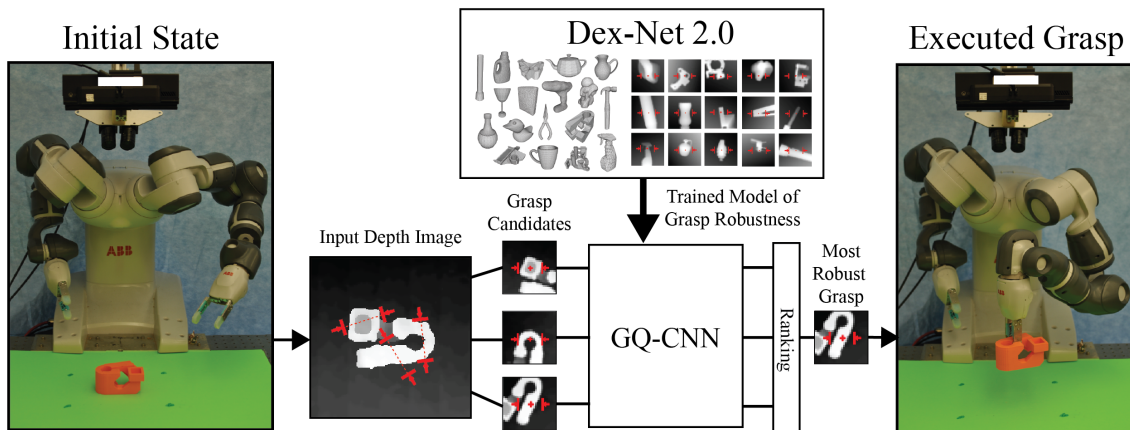 Initial State
Dex-Net 2.0
Executed Grasp
Trained Model of
Grasp Robustness
Grasp
Candidates
Input Depth Image
ABB
ABB
GQ-CNN
Ranking
Most
Robust
Grasp